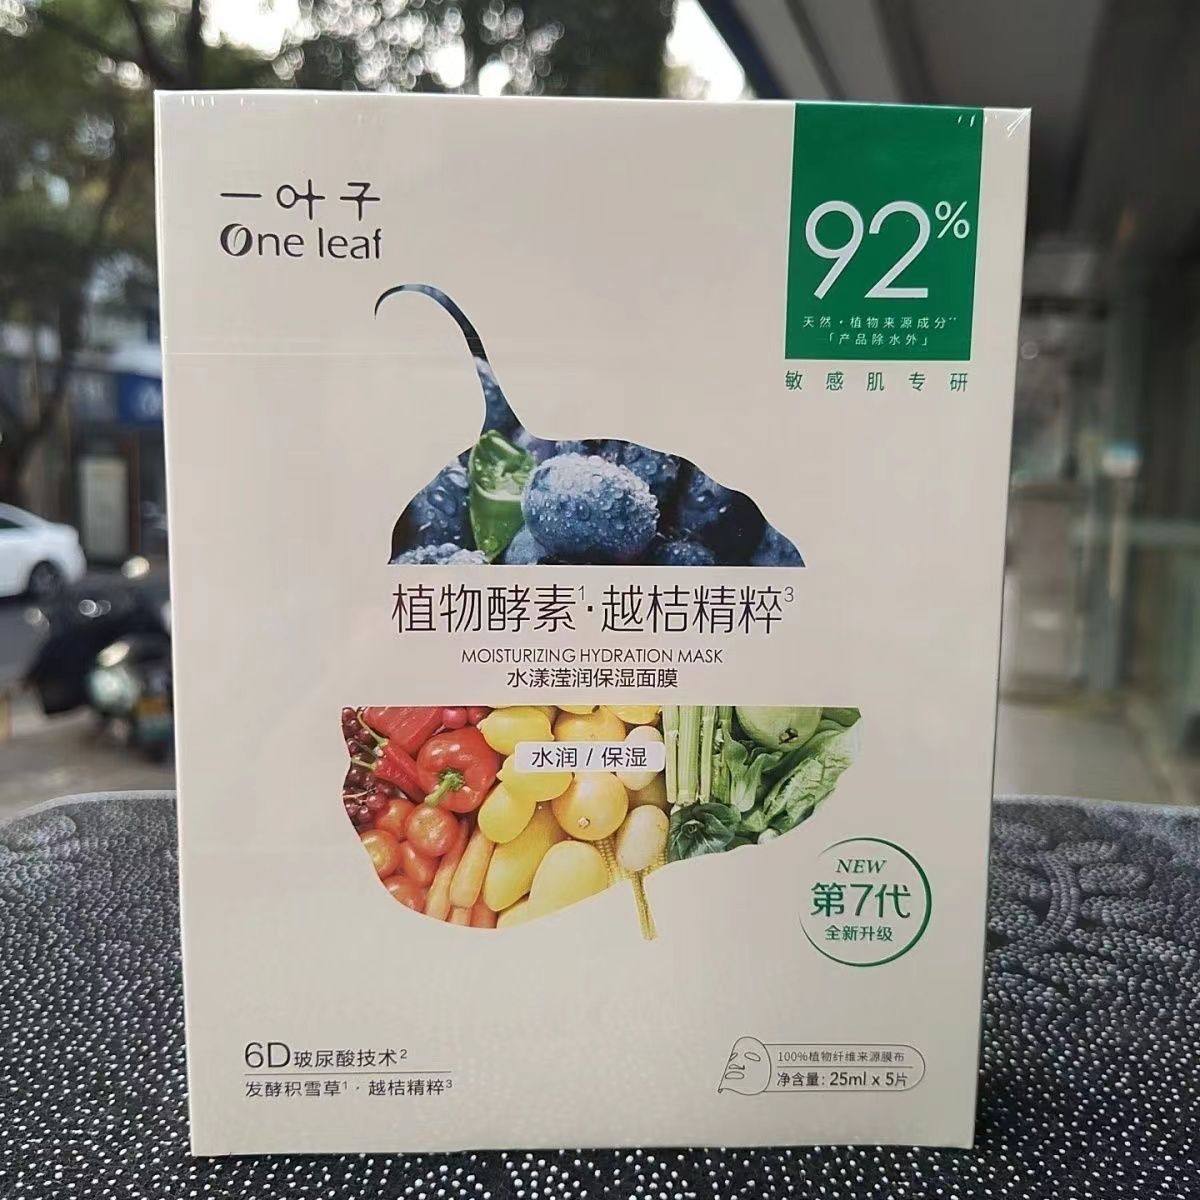 一叶子
One leaf
92%
天然·植物来源成分**
「产品除水外」
敏感肌专研
植物酵素1·越桔精粹3
MOISTURIZING HYDRATION MASK
水漾滢润保湿面膜
水润 / 保湿
NEW
第7代
全新升级
6D玻尿酸技术2
发酵积雪草1·越桔精粹3
100%植物纤维来源膜布
净含量: 25ml x 5片